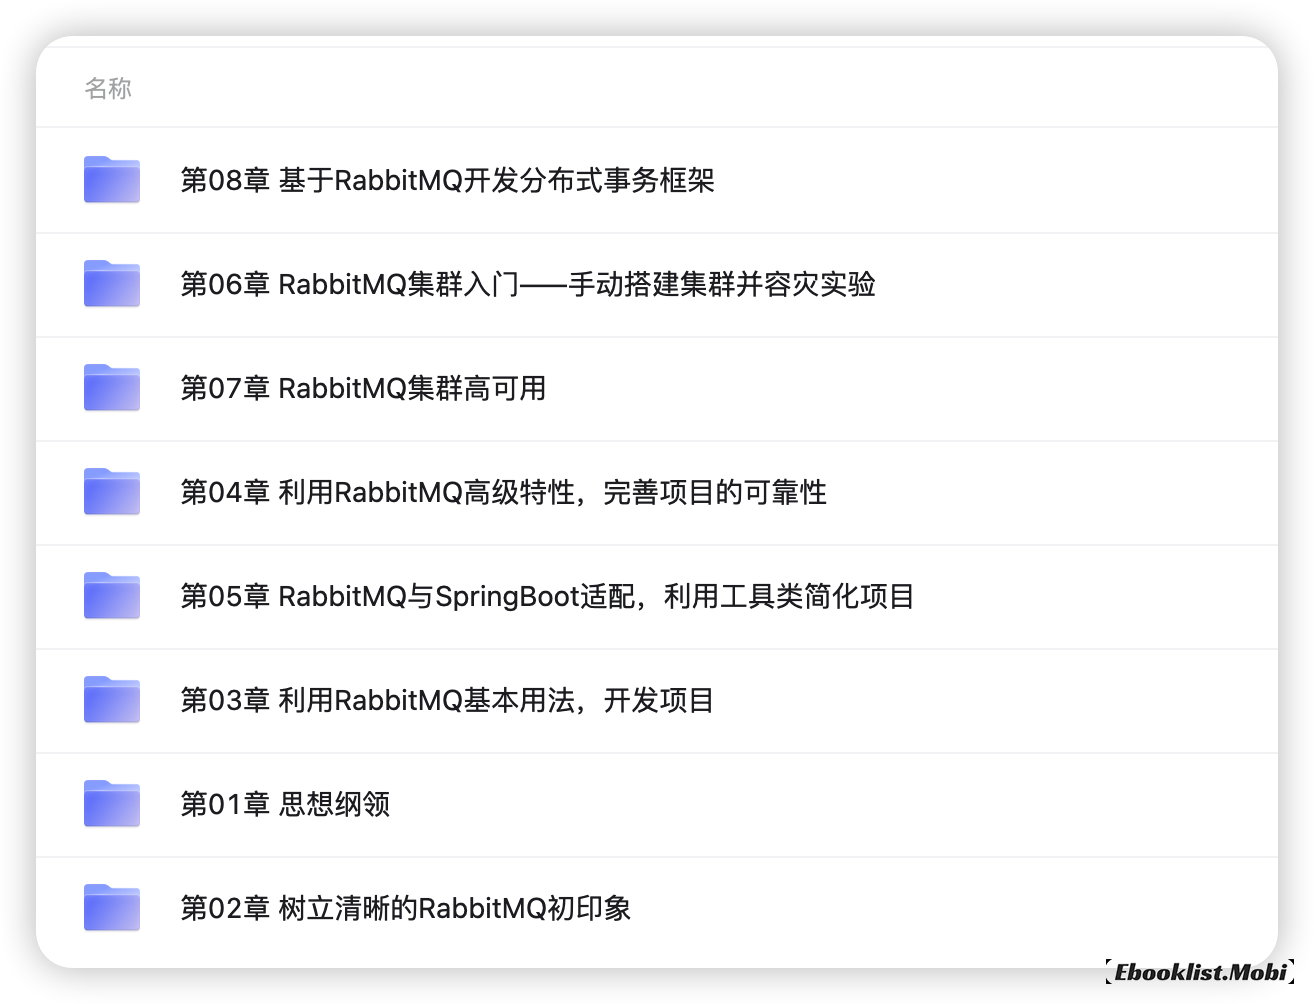 名称
第08章 基于RabbitMQ开发分布式事务框架
第06章 RabbitMQ集群入门——手动搭建集群并容灾实验
第07章 RabbitMQ集群高可用
第04章 利用RabbitMQ高级特性，完善项目的可靠性
第05章 RabbitMQ与SpringBoot适配，利用工具类简化项目
第03章 利用RabbitMQ基本用法，开发项目
第01章 思想纲领
第02章 树立清晰的RabbitMQ初印象
【Ebooklist.Mobi】